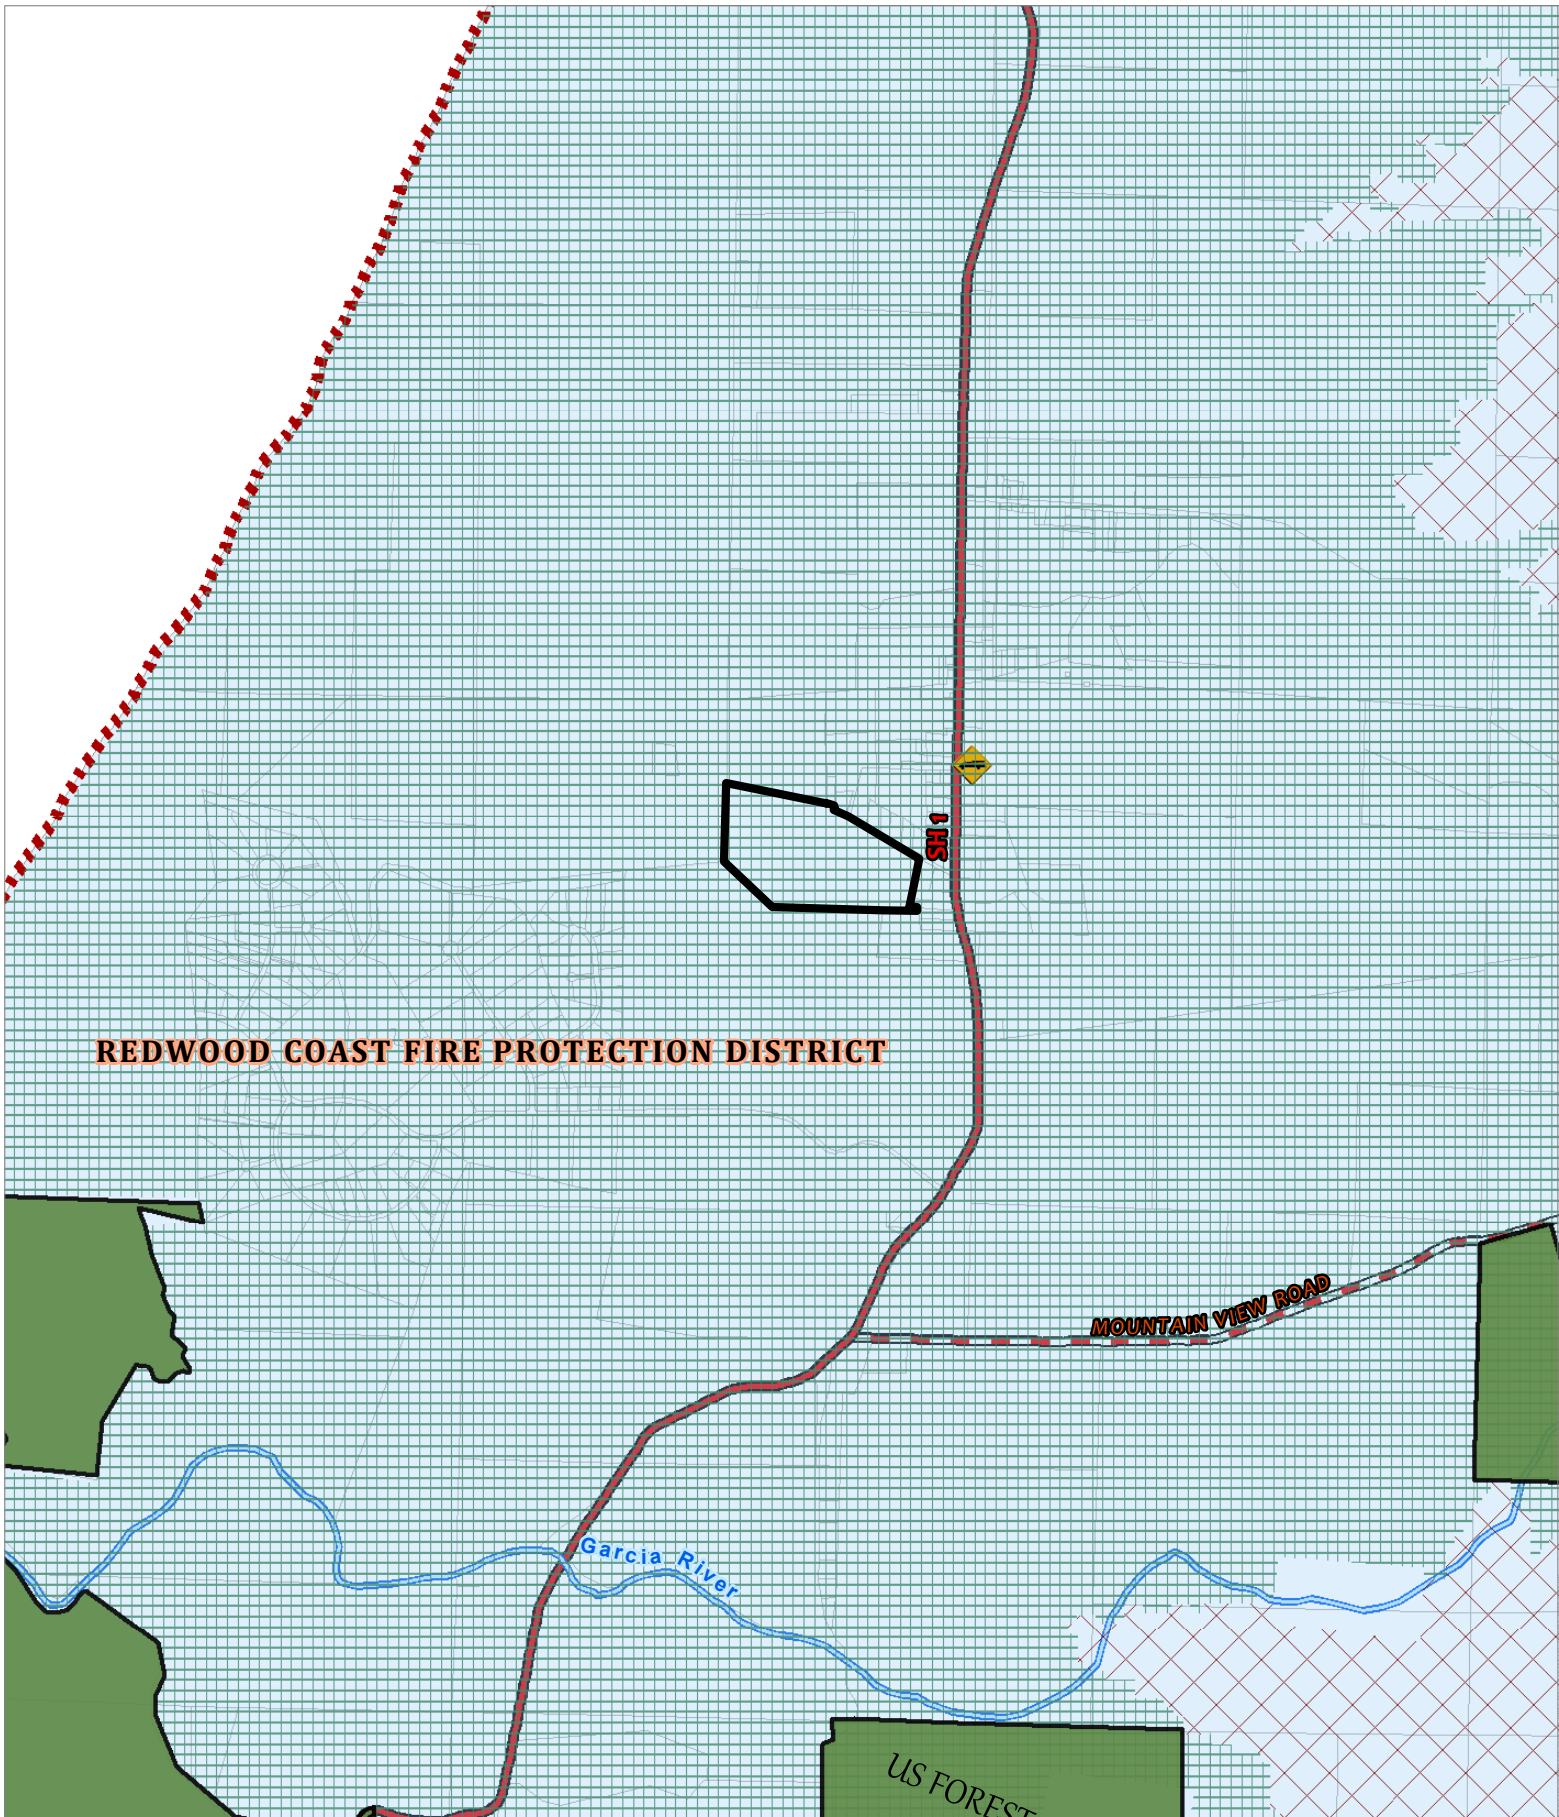 SH 1
REDWOOD COAST FIRE PROTECTION DISTRICT
MOUNTAIN VIEW ROAD
Garcia River
US FOREST